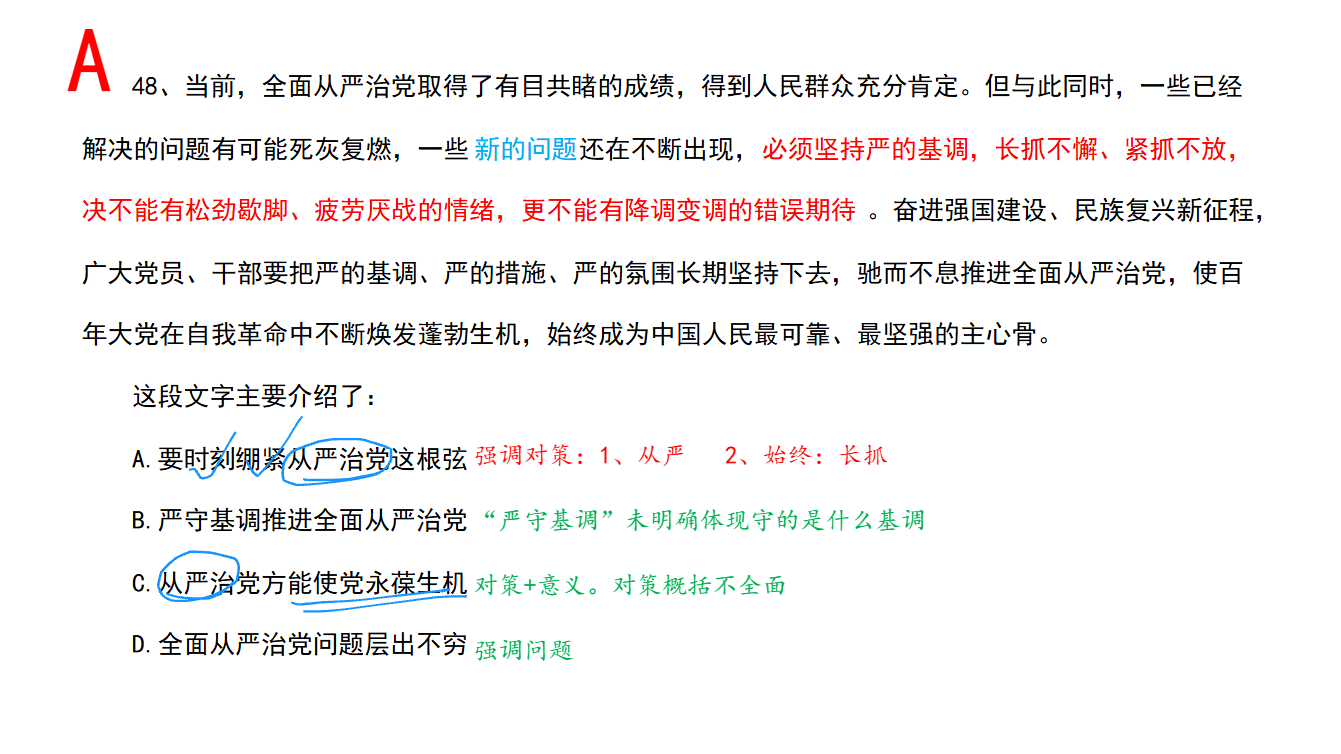 A
48、当前，全面从严治党取得了有目共睹的成绩，得到人民群众充分肯定。但与此同时，一些已经
解决的问题有可能死灰复燃，一些新的问题还在不断出现，必须坚持严的基调，长抓不懈、紧抓不放，
决不能有松劲歇脚、疲劳厌战的情绪，更不能有降调变调的错误期待。奋进强国建设、民族复兴新征程，
广大党员、干部要把严的基调、严的措施、严的氛围长期坚持下去，驰而不息推进全面从严治党，使百
年大党在自我革命中不断焕发蓬勃生机，始终成为中国人民最可靠、最坚强的主心骨。
这段文字主要介绍了：
A.要时刻绷紧从严治党这根弦 强调对策：1、从严 2、始终：长抓
B.严守基调推进全面从严治党 “严守基调”未明确体现守的是什么基调
C.从严治党方能使党永葆生机 对策+意义。对策概括不全面
D.全面从严治党问题层出不穷 强调问题